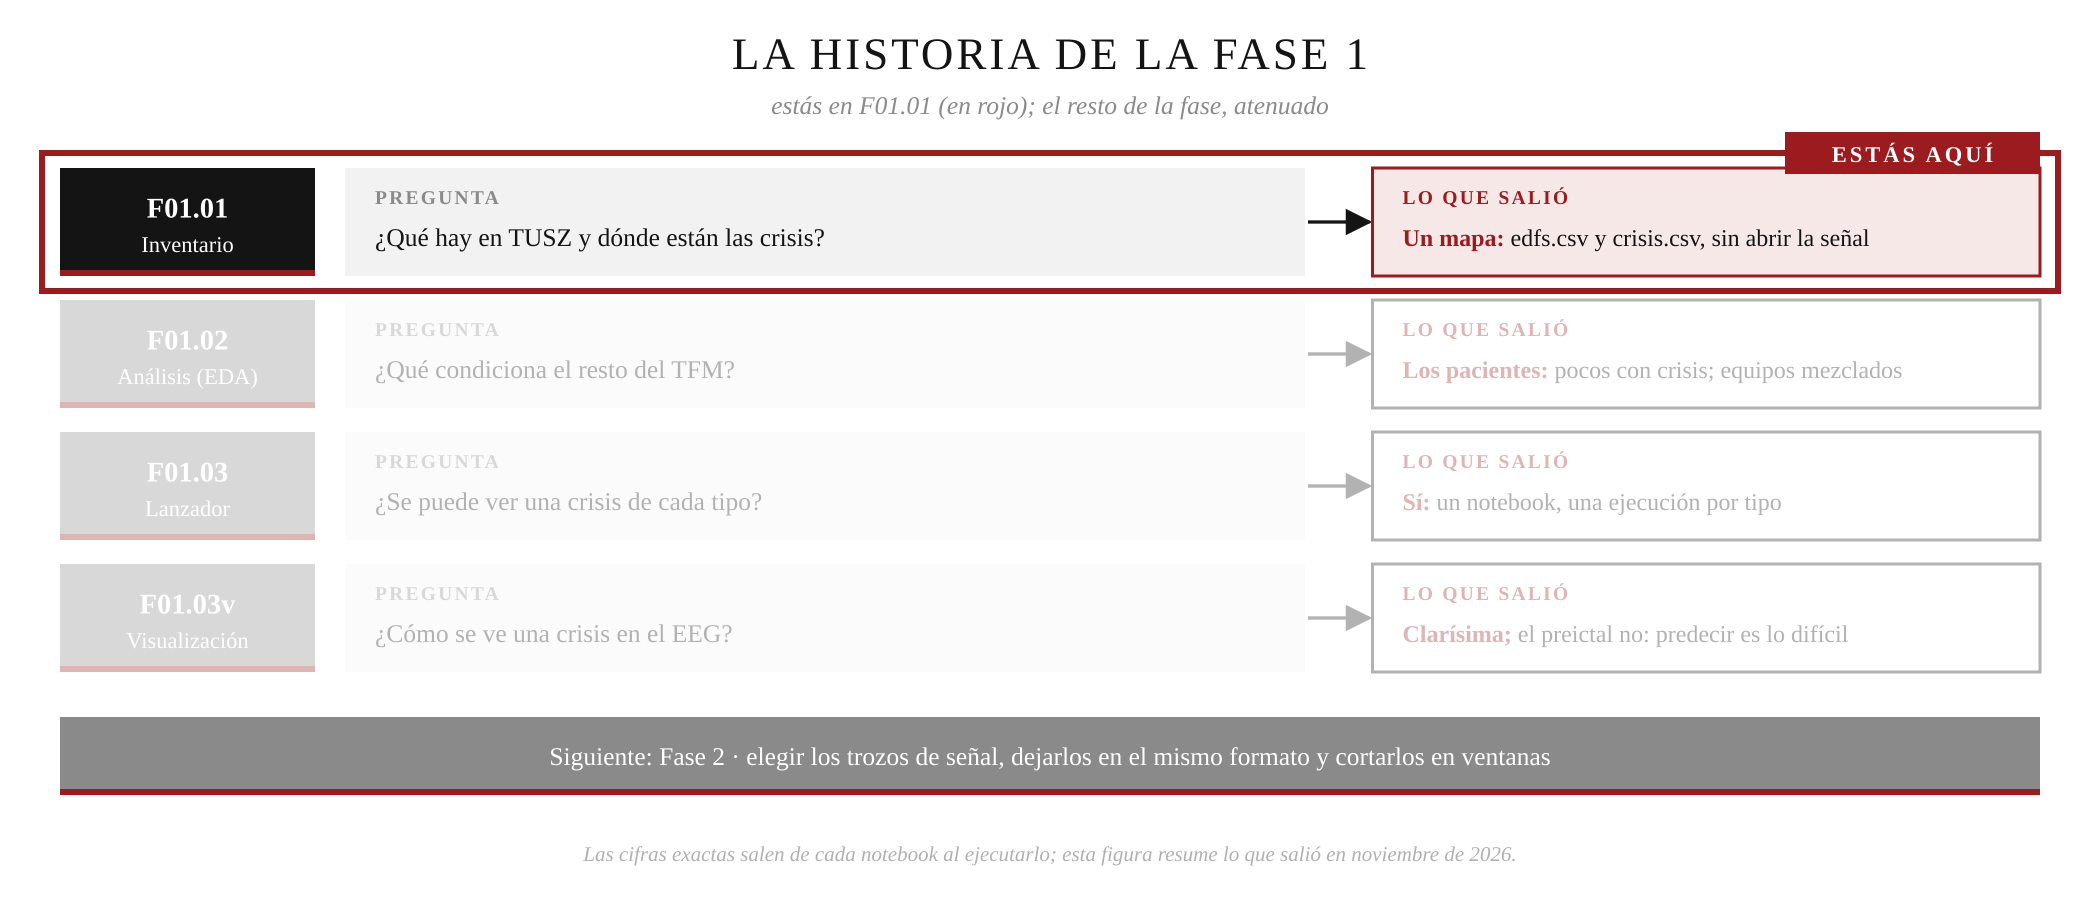 LA HISTORIA DE LA FASE 1
estás en F01.01 (en rojo); el resto de la fase, atenuado
ESTÁS AQUÍ
F01.01
Inventario
PREGUNTA
¿Qué hay en TUSZ y dónde están las crisis?
LO QUE SALIÓ
Un mapa: edfs.csv y crisis.csv, sin abrir la señal
F01.02
Análisis (EDA)
PREGUNTA
¿Qué condiciona el resto del TFM?
LO QUE SALIÓ
Los pacientes: pocos con crisis; equipos mezclados
F01.03
Lanzador
PREGUNTA
¿Se puede ver una crisis de cada tipo?
LO QUE SALIÓ
Sí: un notebook, una ejecución por tipo
F01.03v
Visualización
PREGUNTA
¿Cómo se ve una crisis en el EEG?
LO QUE SALIÓ
Clarísima; el preictal no: predecir es lo difícil
Siguiente: Fase 2 · elegir los trozos de señal, dejarlos en el mismo formato y cortarlos en ventanas
Las cifras exactas salen de cada notebook al ejecutarlo; esta figura resume lo que salió en noviembre de 2026.